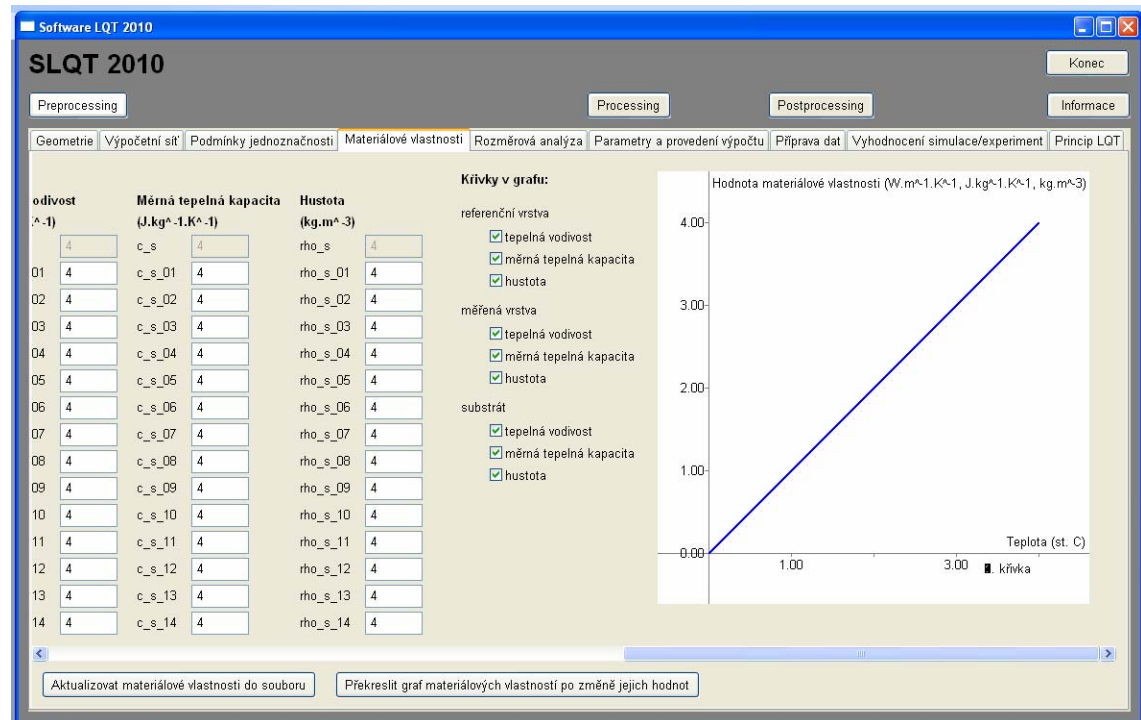 Software LQT 2010
SLQT 2010
Konec
Preprocessing Processing Postprocessing Informace
Geometrie Výpočetní síť Podmínky jednoznačnosti Materiálové vlastnosti Rozměrová analýza Parametry a provedení výpočtu Příprava dat Vyhodnocení simulace/experiment Princip LQT
odivost Měrná tepelná kapacita Hustota
^-1) (J.kg^-1.K^-1) (kg.m^-3)
4 c_s 4 rho_s 4
01 4 c_s_01 4 rho_s_01 4
02 4 c_s_02 4 rho_s_02 4
03 4 c_s_03 4 rho_s_03 4
04 4 c_s_04 4 rho_s_04 4
05 4 c_s_05 4 rho_s_05 4
06 4 c_s_06 4 rho_s_06 4
07 4 c_s_07 4 rho_s_07 4
08 4 c_s_08 4 rho_s_08 4
09 4 c_s_09 4 rho_s_09 4
10 4 c_s_10 4 rho_s_10 4
11 4 c_s_11 4 rho_s_11 4
12 4 c_s_12 4 rho_s_12 4
13 4 c_s_13 4 rho_s_13 4
14 4 c_s_14 4 rho_s_14 4
Křivky v grafu:
referenční vrstva
tepelná vodivost
měrná tepelná kapacita
hustota
měřená vrstva
tepelná vodivost
měrná tepelná kapacita
hustota
substrát
tepelná vodivost
měrná tepelná kapacita
hustota
Hodnota materiálové vlastnosti (W.m^-1.K^-1, J.kg^-1.K^-1, kg.m^-3)
4.00
3.00
2.00
1.00
0.00
Teplota (st. C)
1.00 3.00
. křivka
Aktualizovat materiálové vlastnosti do souboru Překreslit graf materiálových vlastností po změně jejich hodnot